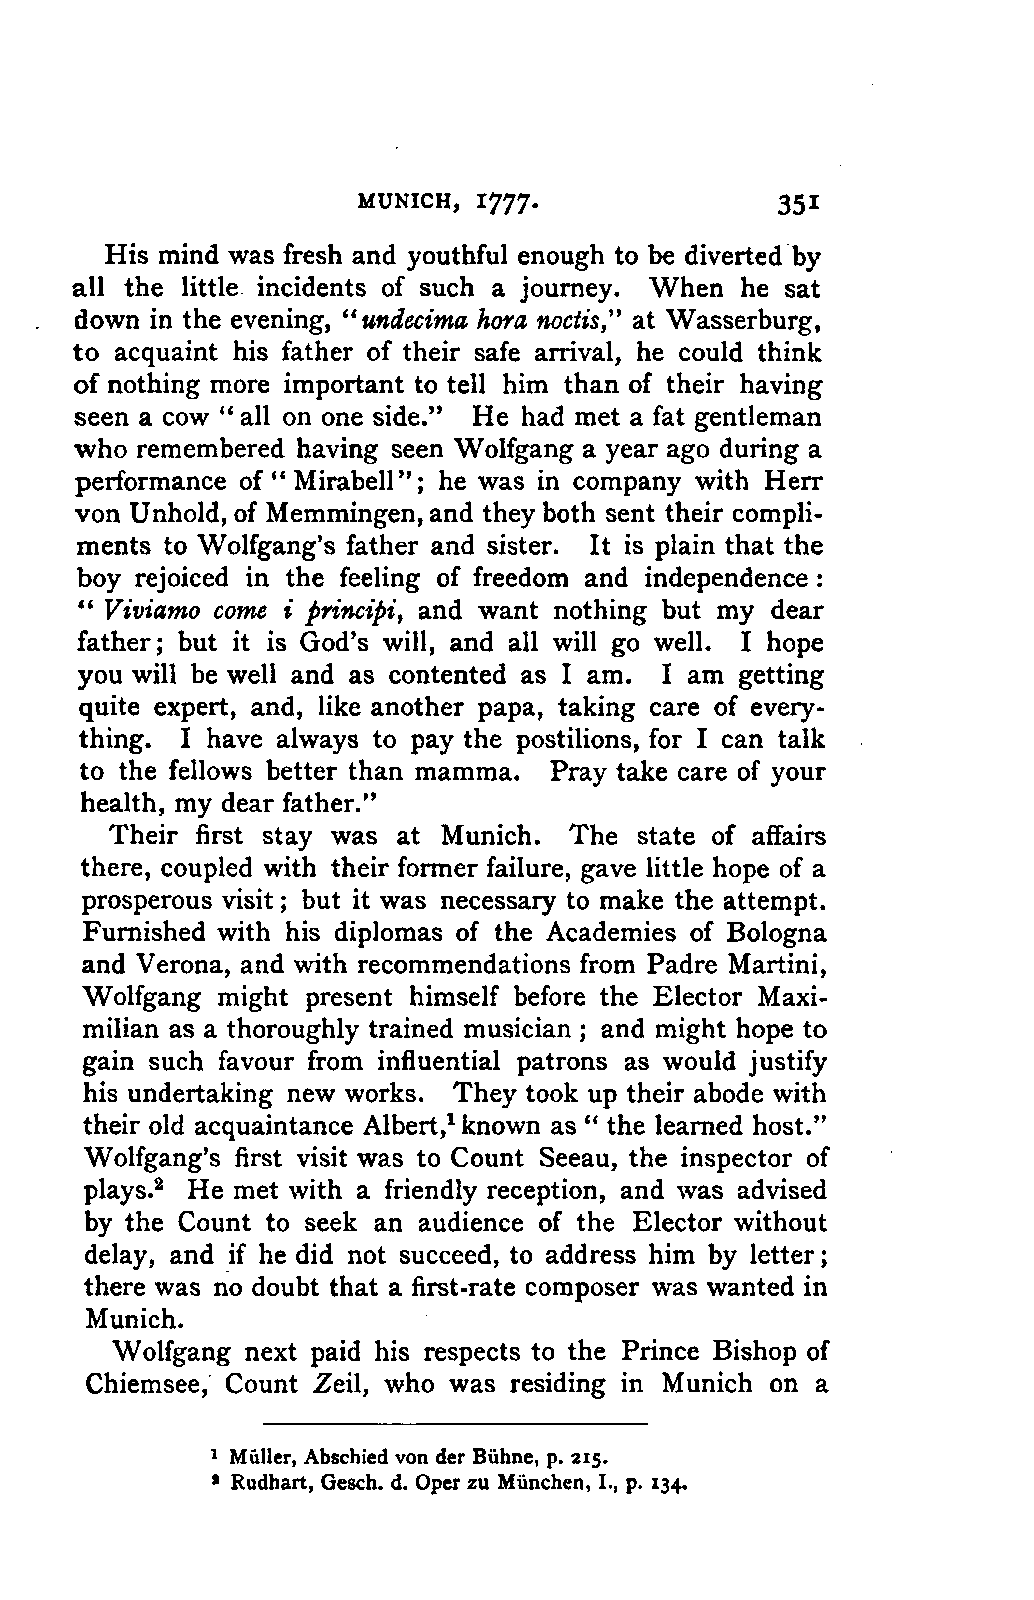 MUNICH, 1777. 351
His mind was fresh and youthful enough to be diverted by
all the little incidents of such a journey. When he sat
down in the evening, "undecima hora noctis," at Wasserburg,
to acquaint his father of their safe arrival, he could think
of nothing more important to tell him than of their having
seen a cow "all on one side." He had met a fat gentleman
who remembered having seen Wolfgang a year ago during a
performance of "Mirabell"; he was in company with Herr
von Unhold, of Memmingen, and they both sent their compli-
ments to Wolfgang's father and sister. It is plain that the
boy rejoiced in the feeling of freedom and independence:
"Viviamo come i principi, and want nothing but my dear
father; but it is God's will, and all will go well. I hope
you will be well and as contented as I am. I am getting
quite expert, and, like another papa, taking care of every-
thing. I have always to pay the postilions, for I can talk
to the fellows better than mamma. Pray take care of your
health, my dear father."
Their first stay was at Munich. The state of affairs
there, coupled with their former failure, gave little hope of a
prosperous visit; but it was necessary to make the attempt.
Furnished with his diplomas of the Academies of Bologna
and Verona, and with recommendations from Padre Martini,
Wolfgang might present himself before the Elector Maxi-
milian as a thoroughly trained musician; and might hope to
gain such favour from influential patrons as would justify
his undertaking new works. They took up their abode with
their old acquaintance Albert,¹ known as "the learned host."
Wolfgang's first visit was to Count Seeau, the inspector of
plays.² He met with a friendly reception, and was advised
by the Count to seek an audience of the Elector without
delay, and if he did not succeed, to address him by letter;
there was no doubt that a first-rate composer was wanted in
Munich.
Wolfgang next paid his respects to the Prince Bishop of
Chiemsee, Count Zeil, who was residing in Munich on a
¹ Müller, Abschied von der Bühne, p. 215.
² Rudhart, Gesch. d. Oper zu München, I., p. 134.